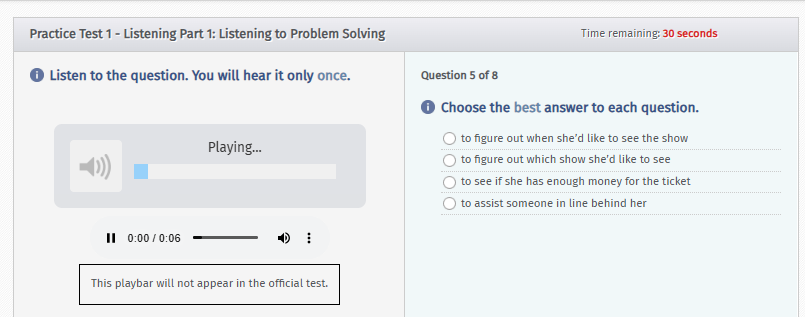 Practice Test 1 - Listening Part 1: Listening to Problem Solving
Time remaining: 30 seconds
Listen to the question. You will hear it only once.
Playing...
0:00 / 0:06
This playbar will not appear in the official test.
Question 5 of 8
Choose the best answer to each question.
to figure out when she'd like to see the show
to figure out which show she'd like to see
to see if she has enough money for the ticket
to assist someone in line behind her